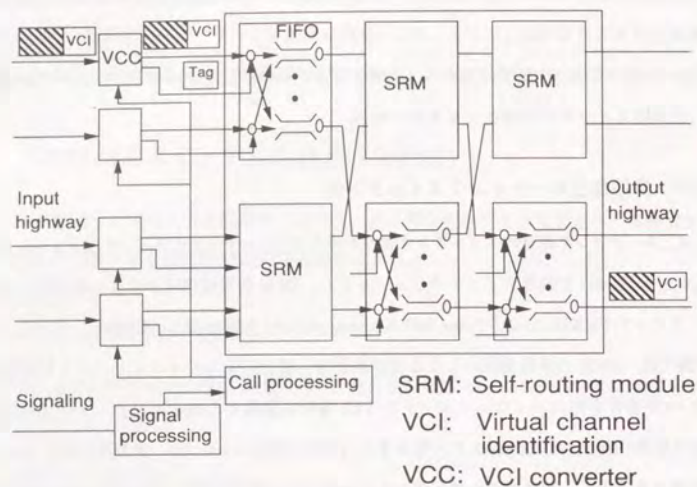 VCI
VCI
FIFO
VCC
Tag
SRM
SRM
Input
highway
Output
highway
SRM
VCI
Signaling
Call processing
Signal
processing
SRM: Self-routing module
VCI: Virtual channel
identification
VCC: VCI converter